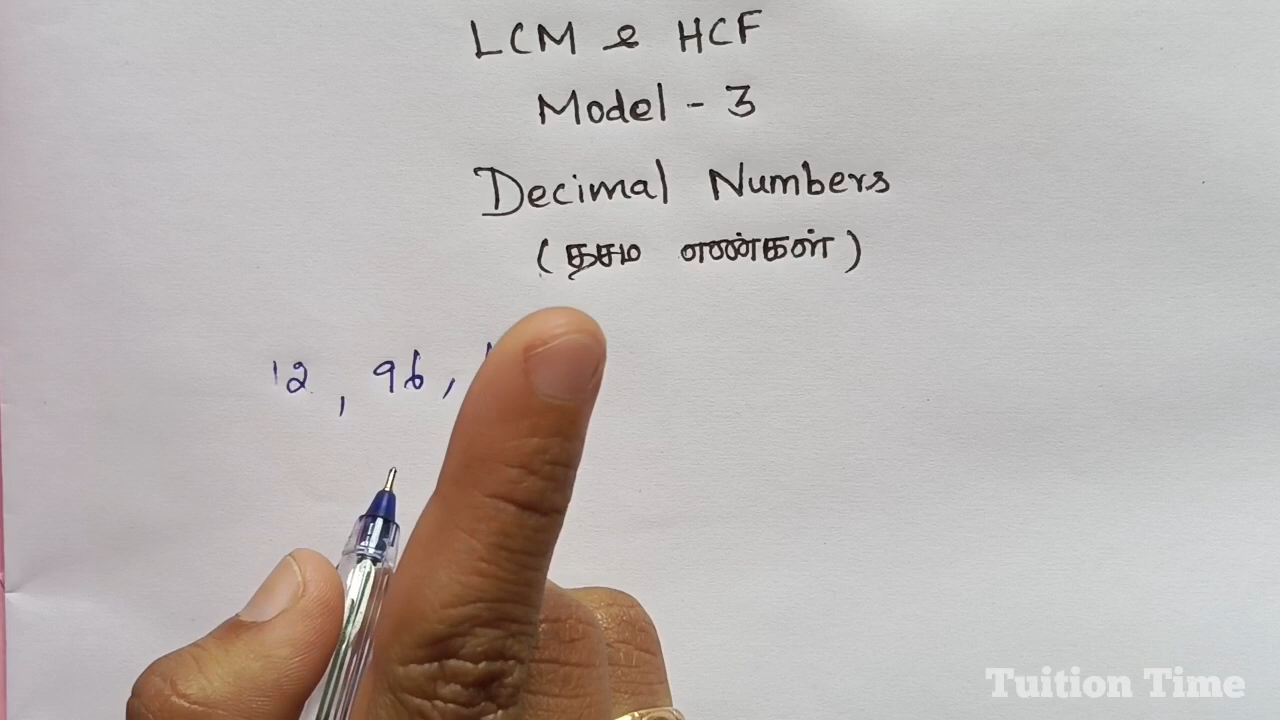 LCM & HCF
Model - 3
Decimal Numbers
(தசம எண்கள்)
12, 96,
Tuition Time